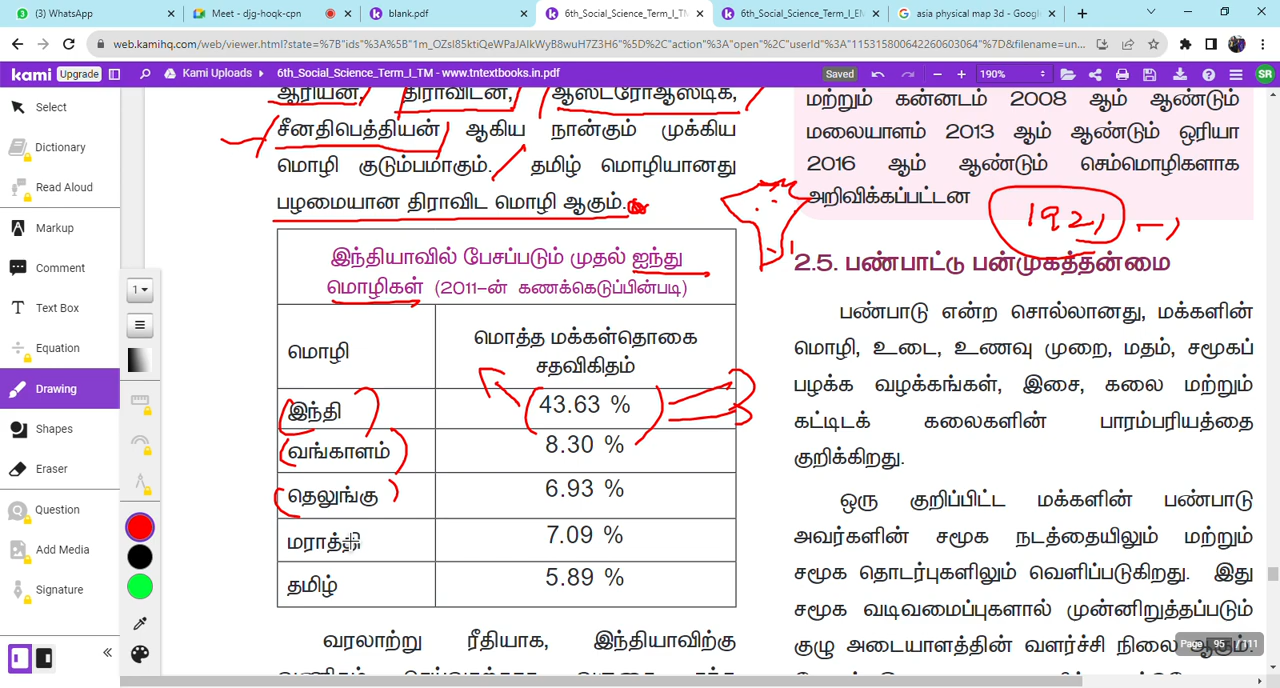 (3) WhatsApp
Meet - djg-hoqk-cpn
blank.pdf
6th_Social_Science_Term_I_TM
6th_Social_Science_Term_I_EM
asia physical map 3d - Google
web.kamihq.com/web/viewer.html?state=%7B"ids"%3A%5B"1m_OZsI85ktiQeWPaJAIkWyB8wuH7Z3H6"%5D%2C"action"%3A"open"%2C"userId"%3A"115315800642260603064"%7D&filename=un...
kami Upgrade
Kami Uploads
6th_Social_Science_Term_I_TM - www.tntextbooks.in.pdf
Saved
190%
SR
Select
Dictionary
Read Aloud
Markup
Comment
Text Box
Equation
Drawing
Shapes
Eraser
Question
Add Media
Signature
1
ஆரியன், திராவிடன், ஆஸ்ட்ரோஆஸ்டிக்,
சீனதிபெத்தியன் ஆகிய நான்கும் முக்கிய
மொழி குடும்பமாகும். தமிழ் மொழியானது
பழமையான திராவிட மொழி ஆகும்.
இந்தியாவில் பேசப்படும் முதல் ஐந்து
மொழிகள் (2011-ன் கணக்கெடுப்பின்படி)
மொழி
மொத்த மக்கள்தொகை
சதவிகிதம்
இந்தி 43.63 %
வங்காளம் 8.30 %
தெலுங்கு 6.93 %
மராத்தி 7.09 %
தமிழ் 5.89 %
வரலாற்று ரீதியாக, இந்தியாவிற்கு
மற்றும் கன்னடம் 2008 ஆம் ஆண்டும்
மலையாளம் 2013 ஆம் ஆண்டும் ஒரியா
2016 ஆம் ஆண்டும் செம்மொழிகளாக
அறிவிக்கப்பட்டன
1921
2.5. பண்பாட்டு பன்முகத்தன்மை
பண்பாடு என்ற சொல்லானது, மக்களின்
மொழி, உடை, உணவு முறை, மதம், சமூகப்
பழக்க வழக்கங்கள், இசை, கலை மற்றும்
கட்டிடக் கலைகளின் பாரம்பரியத்தை
குறிக்கிறது.
ஒரு குறிப்பிட்ட மக்களின் பண்பாடு
அவர்களின் சமூக நடத்தையிலும் மற்றும்
சமூக தொடர்புகளிலும் வெளிப்படுகிறது. இது
சமூக வடிவமைப்புகளால் முன்னிறுத்தப்படும்
குழு அடையாளத்தின் வளர்ச்சி நிலை ஆகும்.
Page 95 / 111